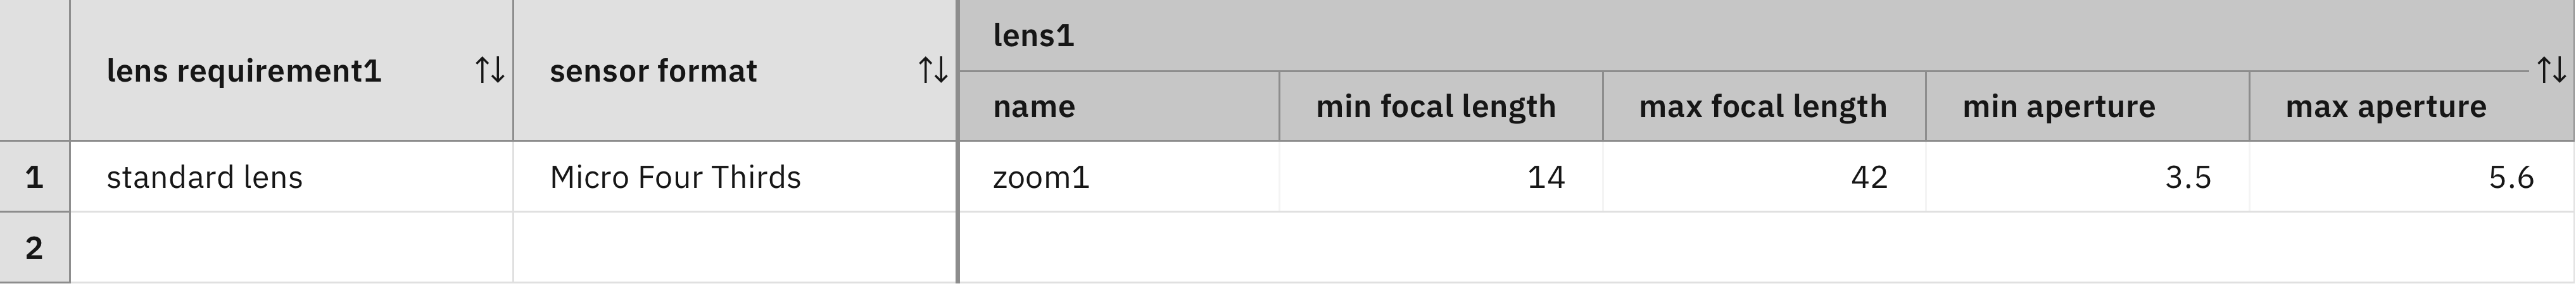 lens requirement1 ↑↓ sensor format ↑↓ lens1 ↑↓
name min focal length max focal length min aperture max aperture
1 standard lens Micro Four Thirds zoom1 14 42 3.5 5.6
2